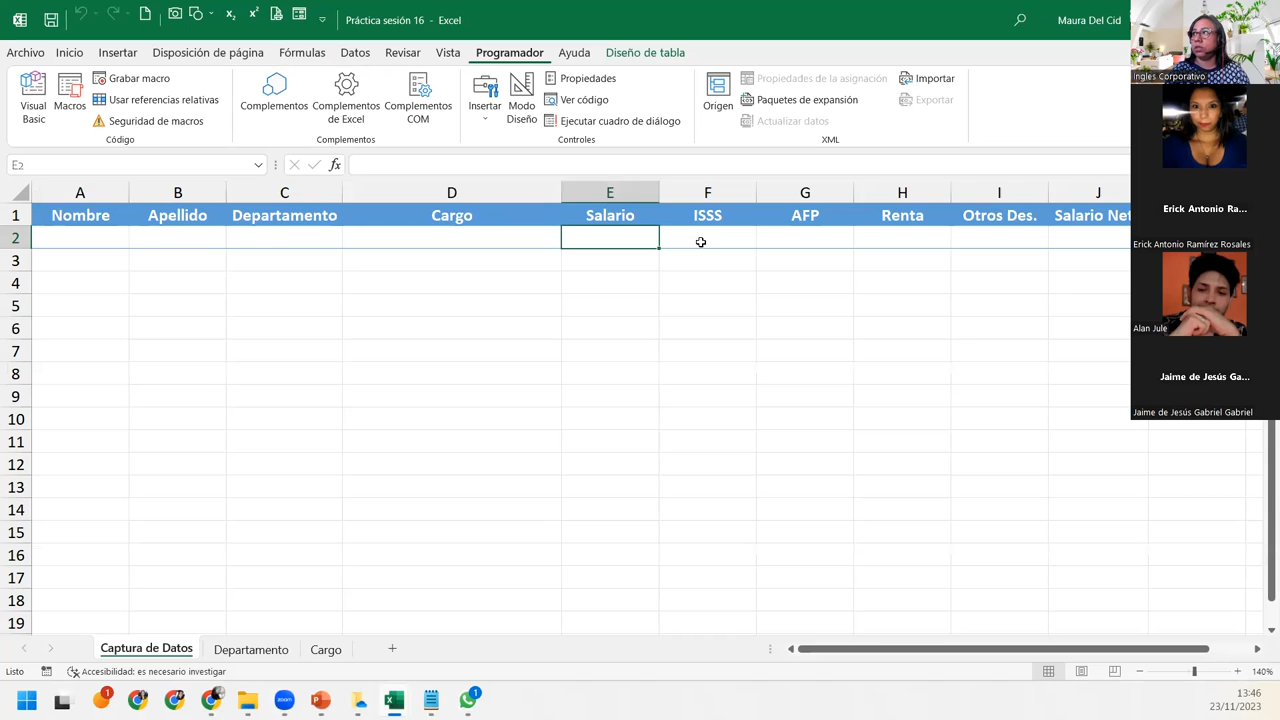 Práctica sesión 16 - Excel
Maura Del Cid
Archivo Inicio Insertar Disposición de página Fórmulas Datos Revisar Vista Programador Ayuda Diseño de tabla
Visual Basic
Macros
Grabar macro
Usar referencias relativas
Seguridad de macros
Código
Complementos
Complementos de Excel
Complementos COM
Complementos
Insertar
Modo Diseño
Propiedades
Ver código
Ejecutar cuadro de diálogo
Controles
Origen
Propiedades de la asignación
Paquetes de expansión
Actualizar datos
Importar
Exportar
XML
E2
fx
A B C D E F G H I J
1 Nombre Apellido Departamento Cargo Salario ISSS AFP Renta Otros Des. Salario Net
2
3
4
5
6
7
8
9
10
11
12
13
14
15
16
17
18
19
Ingles Corporativo
Erick Antonio Ra...
Erick Antonio Ramírez Rosales
Alan Jule
Jaime de Jesús Ga...
Jaime de Jesús Gabriel Gabriel
Captura de Datos Departamento Cargo
Listo
Accesibilidad: es necesario investigar
140%
1
zoom
1
13:46
23/11/2023